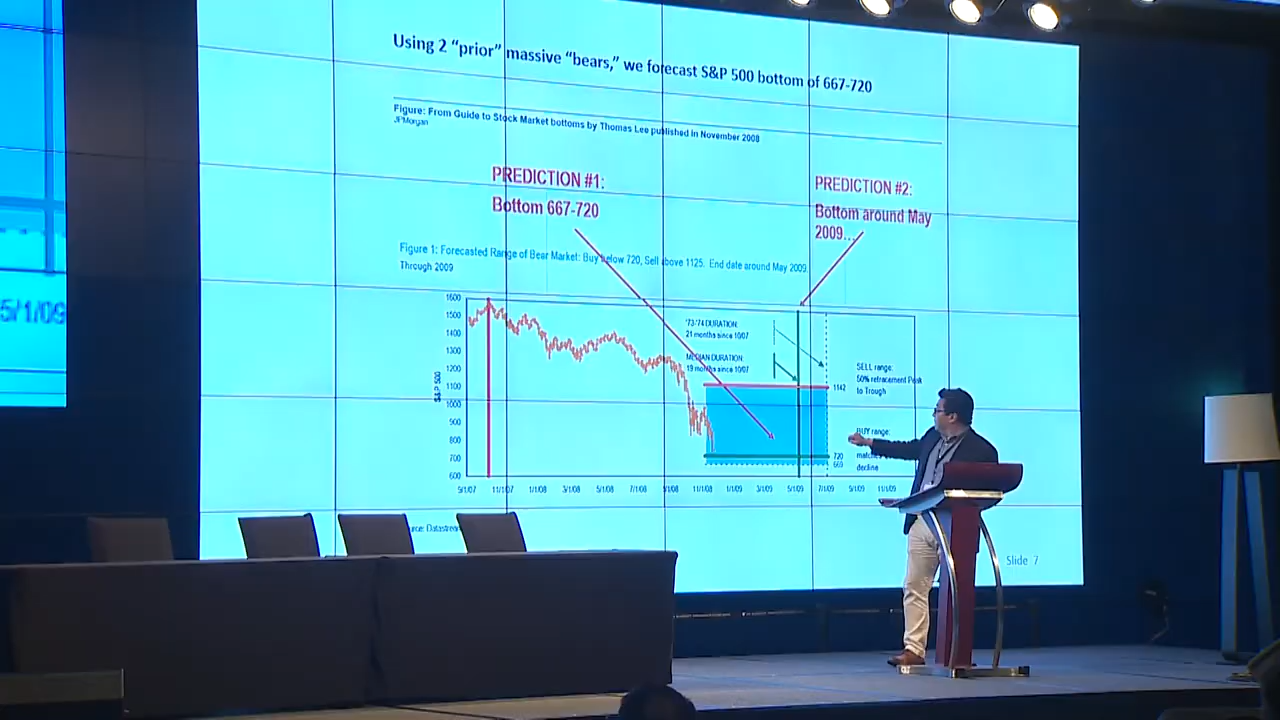 Using 2 “prior” massive “bears,” we forecast S&P 500 bottom of 667-720
Figure: From Guide to Stock Market bottoms by Thomas Lee published in November 2008
JPMorgan
PREDICTION #1:
Bottom 667-720
PREDICTION #2:
Bottom around May
2009...
Figure 1: Forecasted Range of Bear Market: Buy below 720, Sell above 1125. End date around May 2009.
Through 2009
1600
1500
1400
1300
1200
1100
1000
900
800
700
600
S&P 500
'73-'74 DURATION:
21 months since 10/07
MEDIAN DURATION:
19 months since 10/07
SELL range:
50% retracement Peak
to Trough
1142
BUY range:
decline
720
669
9/1/07
11/1/07
1/1/08
3/1/08
5/1/08
7/1/08
9/1/08
11/1/08
1/1/09
3/1/09
5/1/09
7/1/09
9/1/09
11/1/09
Datastream
Slide 7
5/1/09